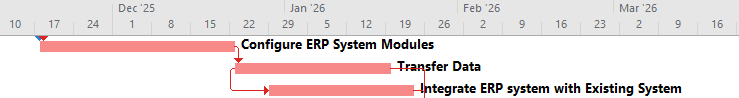 Dec '25 Jan '26 Feb '26 Mar '26
10 17 24 1 8 15 22 29 5 12 19 26 2 9 16 23 2 9 16
Configure ERP System Modules
Transfer Data
Integrate ERP system with Existing System